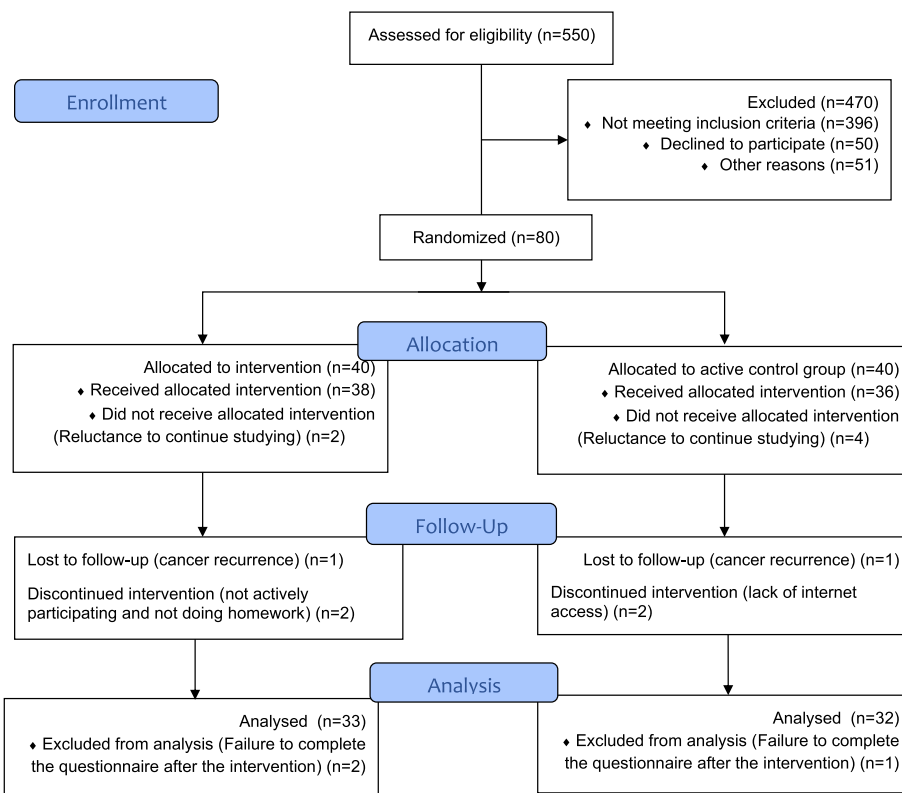 Assessed for eligibility (n=550)
Enrollment
Excluded (n=470)
♦ Not meeting inclusion criteria (n=396)
♦ Declined to participate (n=50)
♦ Other reasons (n=51)
Randomized (n=80)
Allocation
Allocated to intervention (n=40)
♦ Received allocated intervention (n=38)
♦ Did not receive allocated intervention
(Reluctance to continue studying) (n=2)
Allocated to active control group (n=40)
♦ Received allocated intervention (n=36)
♦ Did not receive allocated intervention
(Reluctance to continue studying) (n=4)
Follow-Up
Lost to follow-up (cancer recurrence) (n=1)
Discontinued intervention (not actively
participating and not doing homework) (n=2)
Lost to follow-up (cancer recurrence) (n=1)
Discontinued intervention (lack of internet
access) (n=2)
Analysis
Analysed (n=33)
♦ Excluded from analysis (Failure to complete
the questionnaire after the intervention) (n=2)
Analysed (n=32)
♦ Excluded from analysis (Failure to complete
the questionnaire after the intervention) (n=1)